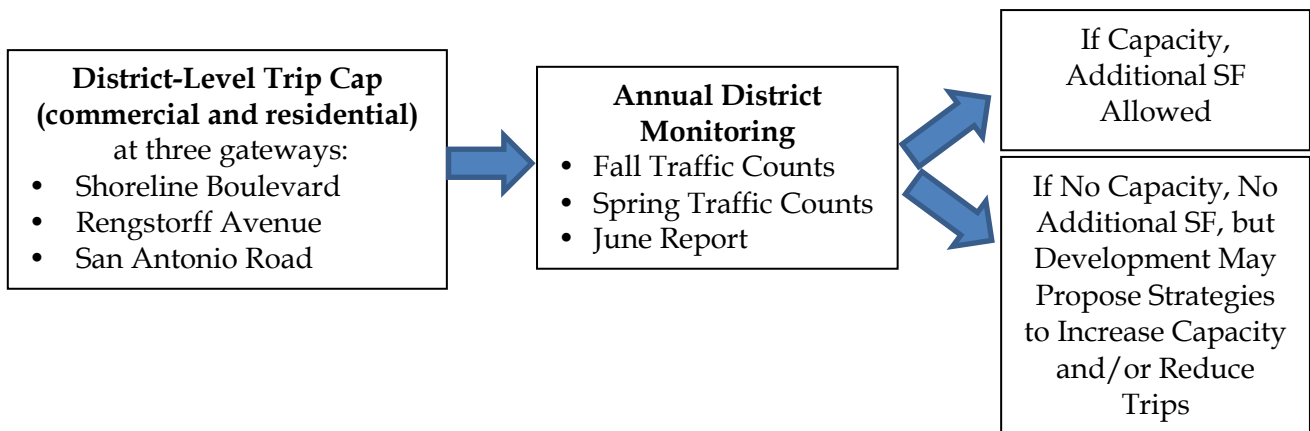 District-Level Trip Cap
(commercial and residential)
at three gateways:
• Shoreline Boulevard
• Rengstorff Avenue
• San Antonio Road
Annual District
Monitoring
• Fall Traffic Counts
• Spring Traffic Counts
• June Report
If Capacity,
Additional SF
Allowed
If No Capacity, No
Additional SF, but
Development May
Propose Strategies
to Increase Capacity
and/or Reduce
Trips